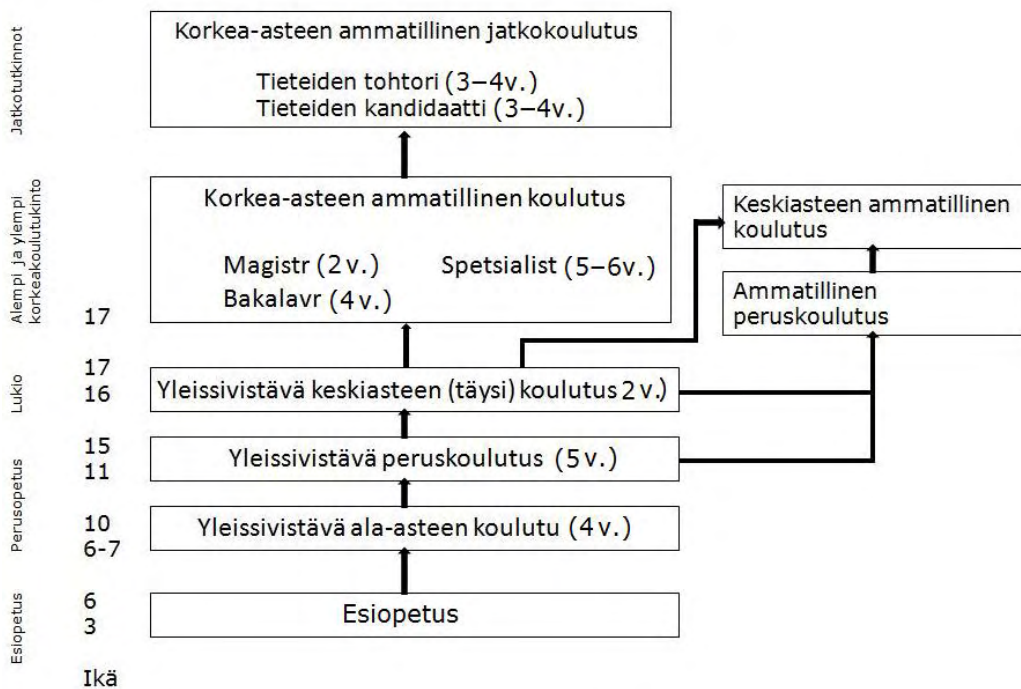 Jatkotutkinnot
Korkea-asteen ammatillinen jatkokoulutus
Tieteiden tohtori (3–4v.)
Tieteiden kandidaatti (3–4v.)
Alempi ja ylempi
korkeakoulutukinto
17
Korkea-asteen ammatillinen koulutus
Magistr (2 v.) Spetsialist (5–6v.)
Bakalavr (4 v.)
Keskiasteen ammatillinen
koulutus
Ammatillinen
peruskoulutus
Lukio
17
16
Yleissivistävä keskiasteen (täysi) koulutus 2 v.)
Perusopetus
15
11
Yleissivistävä peruskoulutus (5 v.)
10
6-7
Yleissivistävä ala-asteen koulutu (4 v.)
Esiopetus
6
3
Esiopetus
Ikä